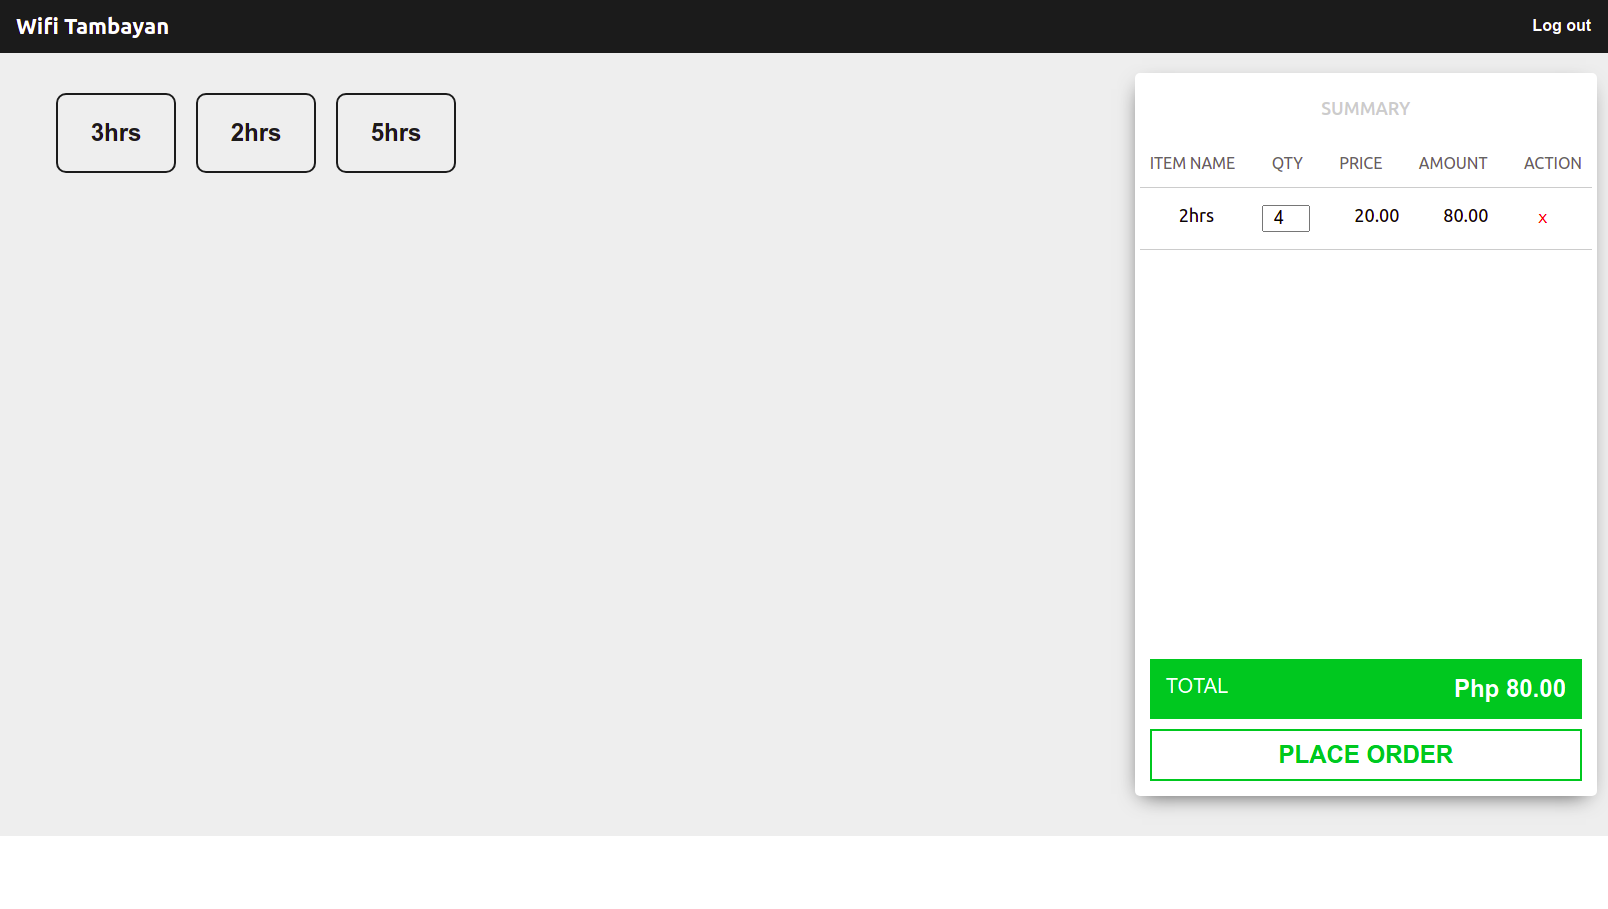 Wifi Tambayan
Log out
3hrs 2hrs 5hrs
SUMMARY
ITEM NAME QTY PRICE AMOUNT ACTION
2hrs 4 20.00 80.00 x
TOTAL Php 80.00
PLACE ORDER